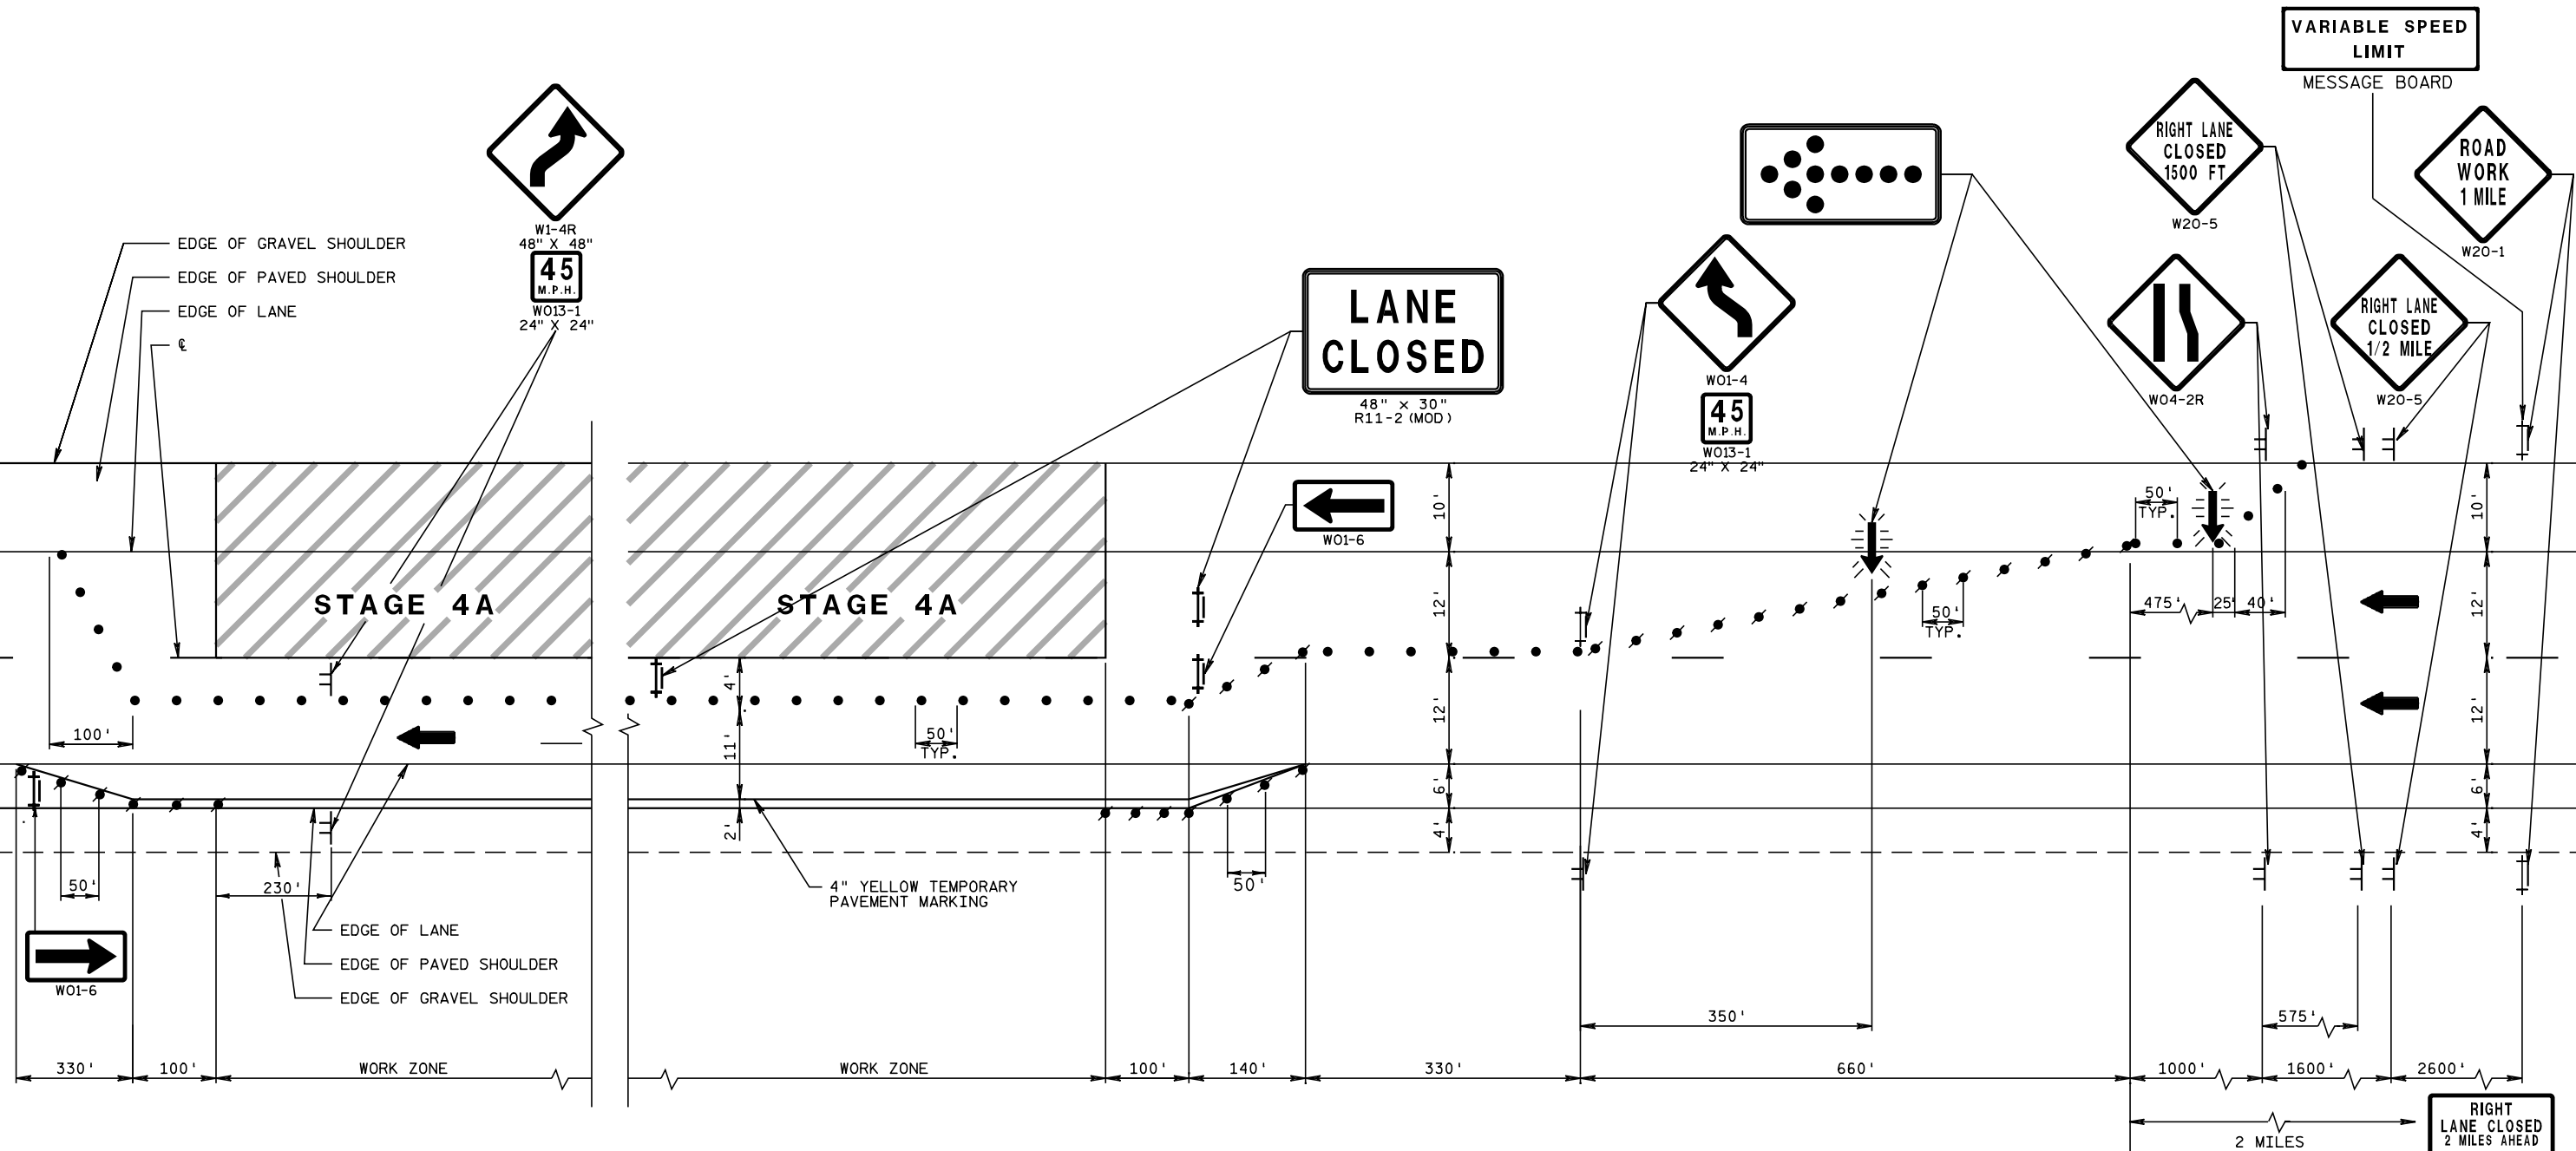 VARIABLE SPEED
LIMIT
MESSAGE BOARD
RIGHT LANE
CLOSED
1500 FT
W20-5
ROAD
WORK
1 MILE
W20-1
W1-4R
48" X 48"
45
M.P.H.
WO13-1
24" X 24"
EDGE OF GRAVEL SHOULDER
EDGE OF PAVED SHOULDER
EDGE OF LANE
℄
LANE
CLOSED
48" x 30"
R11-2 (MOD)
WO1-4
45
M.P.H.
WO13-1
24" X 24"
WO4-2R
RIGHT LANE
CLOSED
1/2 MILE
W20-5
WO1-6
10'
12'
12'
6'
4'
50'
TYP.
50'
TYP.
475'
25'
40'
10'
12'
12'
6'
4'
STAGE 4A
STAGE 4A
4'
11'
2'
100'
50'
TYP.
50'
230'
4" YELLOW TEMPORARY
PAVEMENT MARKING
50'
EDGE OF LANE
EDGE OF PAVED SHOULDER
EDGE OF GRAVEL SHOULDER
WO1-6
350'
575'
330'
100'
WORK ZONE
WORK ZONE
100'
140'
330'
660'
1000'
1600'
2600'
2 MILES
RIGHT
LANE CLOSED
2 MILES AHEAD